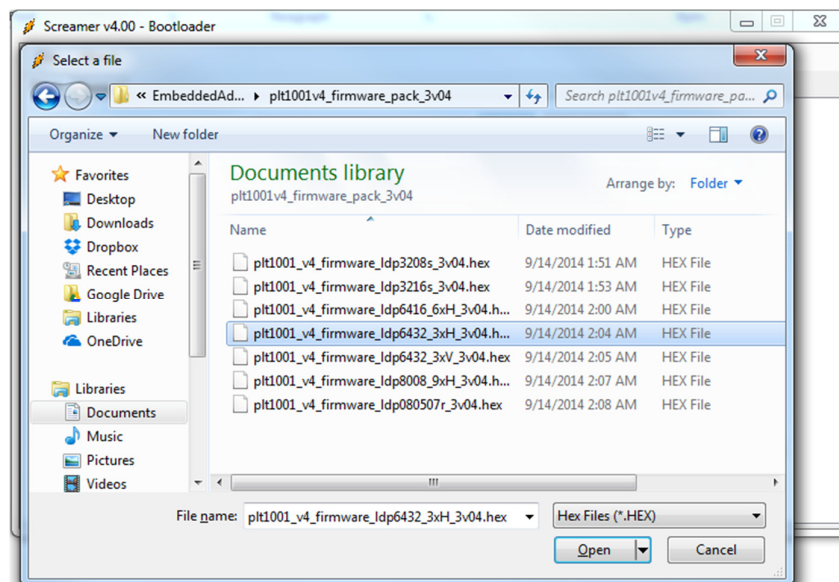 Screamer v4.00 - Bootloader
Select a file
« EmbeddedAd... plt1001v4_firmware_pack_3v04 Search plt1001v4_firmware_pa...
Organize New folder
Favorites
Desktop
Downloads
Dropbox
Recent Places
Google Drive
Libraries
OneDrive
Libraries
Documents
Music
Pictures
Videos
Documents library
plt1001v4_firmware_pack_3v04
Arrange by: Folder
Name Date modified Type
plt1001_v4_firmware_ldp3208s_3v04.hex 9/14/2014 1:51 AM HEX File
plt1001_v4_firmware_ldp3216s_3v04.hex 9/14/2014 1:53 AM HEX File
plt1001_v4_firmware_ldp6416_6xH_3v04.h... 9/14/2014 2:00 AM HEX File
plt1001_v4_firmware_ldp6432_3xH_3v04.h... 9/14/2014 2:04 AM HEX File
plt1001_v4_firmware_ldp6432_3xV_3v04.hex 9/14/2014 2:05 AM HEX File
plt1001_v4_firmware_ldp8008_9xH_3v04.h... 9/14/2014 2:07 AM HEX File
plt1001_v4_firmware_ldp080507r_3v04.hex 9/14/2014 2:08 AM HEX File
File name: plt1001_v4_firmware_ldp6432_3xH_3v04.hex Hex Files (*.HEX)
Open Cancel